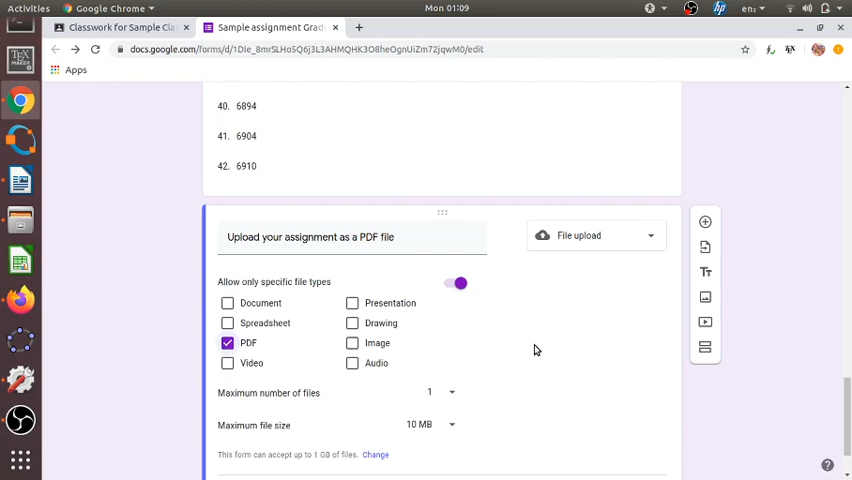 Activities
Google Chrome
Mon 01:09
en₂
Classwork for Sample Clas
Sample assignment Grad
docs.google.com/forms/d/1DIe_8mrSLHo5Q6j3L3AHMQHK3O8heOgnUiZm72jqwM0/edit
Apps
40. 6894
41. 6904
42. 6910
Upload your assignment as a PDF file
File upload
Allow only specific file types
Document
Presentation
Spreadsheet
Drawing
PDF
Image
Video
Audio
Maximum number of files
1
Maximum file size
10 MB
This form can accept up to 1 GB of files. Change